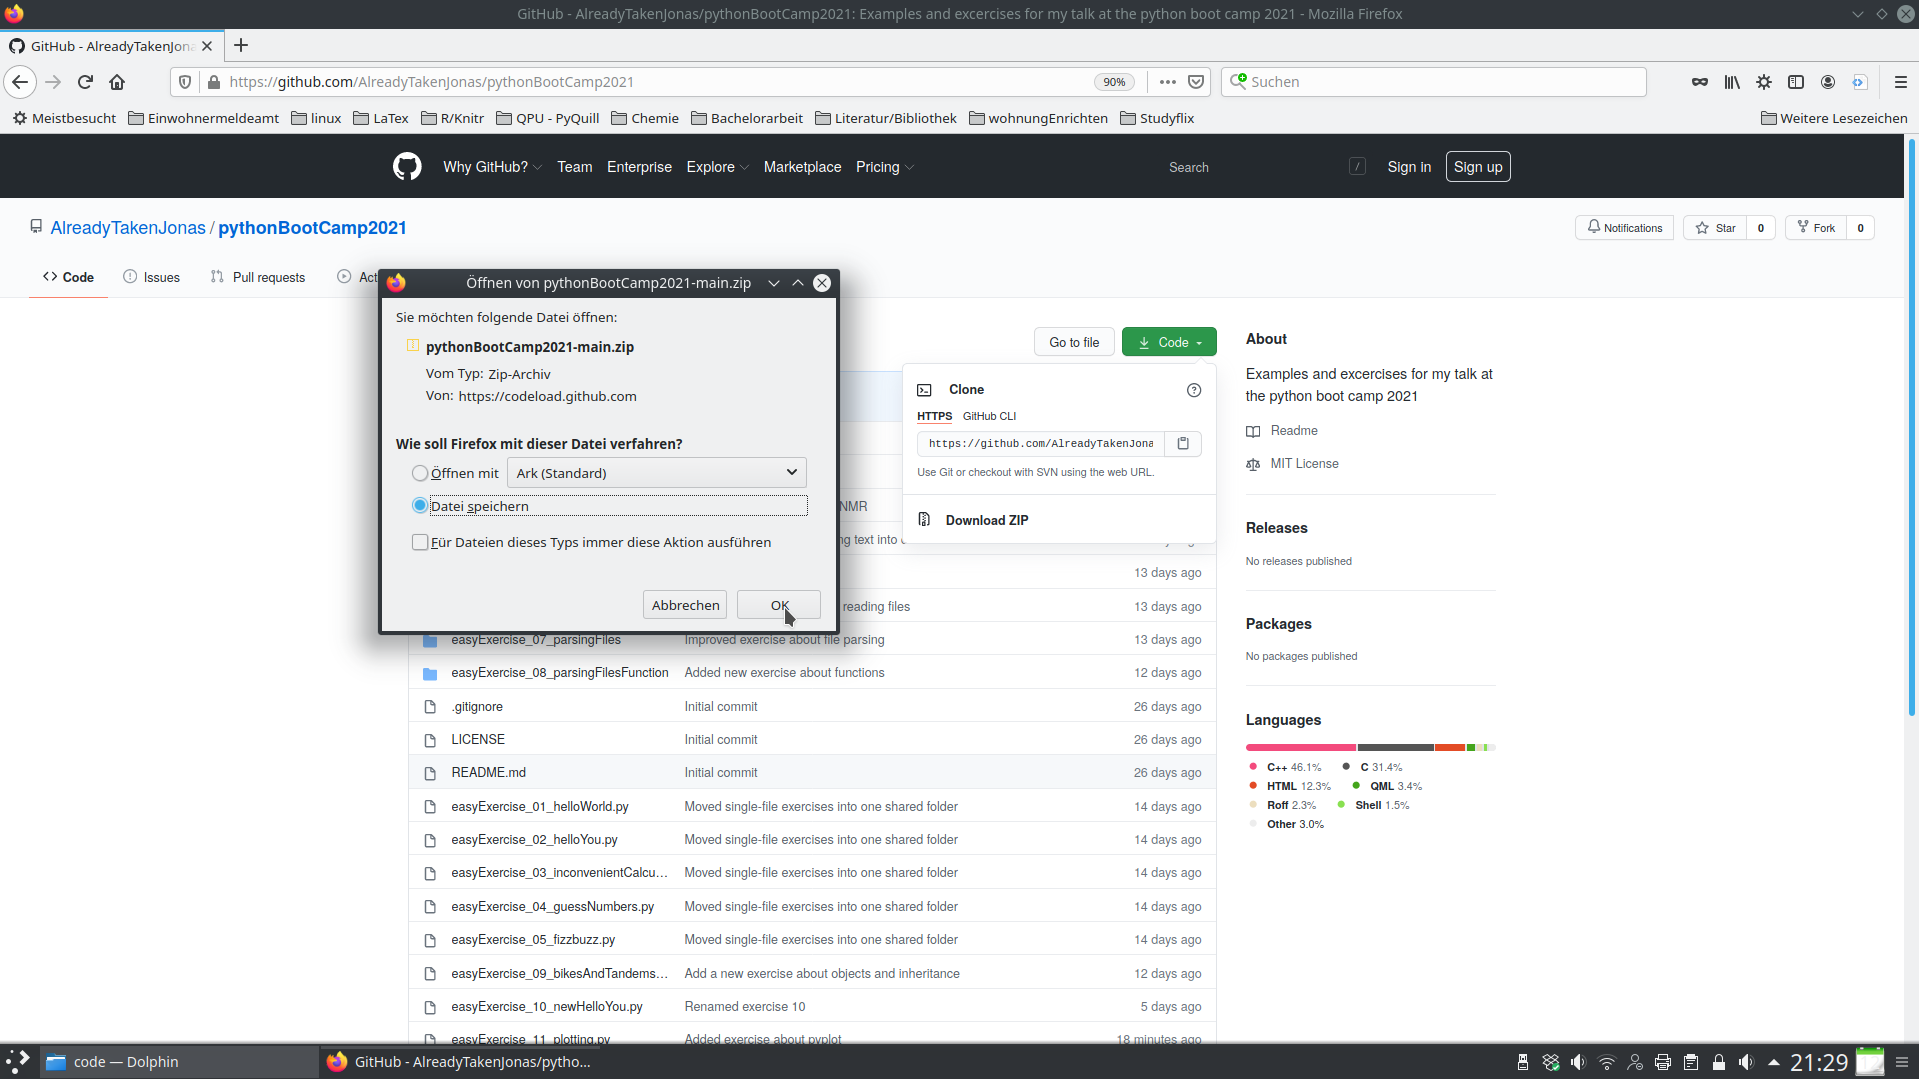 GitHub - AlreadyTakenJonas/pythonBootCamp2021: Examples and excercises for my talk at the python boot camp 2021 - Mozilla Firefox
GitHub - AlreadyTakenJona
https://github.com/AlreadyTakenJonas/pythonBootCamp2021
90%
Suchen
Meistbesucht
Einwohnermeldeamt
linux
LaTex
R/Knitr
QPU - PyQuill
Chemie
Bachelorarbeit
Literatur/Bibliothek
wohnungEnrichten
Studyflix
Weitere Lesezeichen
Why GitHub?
Team
Enterprise
Explore
Marketplace
Pricing
Search
/
Sign in
Sign up
AlreadyTakenJonas / pythonBootCamp2021
Notifications
Star 0
Fork 0
Code
Issues
Pull requests
Act
Öffnen von pythonBootCamp2021-main.zip
Sie möchten folgende Datei öffnen:
pythonBootCamp2021-main.zip
Vom Typ: Zip-Archiv
Von: https://codeload.github.com
Wie soll Firefox mit dieser Datei verfahren?
Öffnen mit Ark (Standard)
Datei speichern
Für Dateien dieses Typs immer diese Aktion ausführen
Abbrechen
OK
Go to file
Code
Clone
HTTPS GitHub CLI
https://github.com/AlreadyTakenJona
Use Git or checkout with SVN using the web URL.
Download ZIP
NMR
ng text into
13 days ago
reading files 13 days ago
easyExercise_07_parsingFiles Improved exercise about file parsing 13 days ago
easyExercise_08_parsingFilesFunction Added new exercise about functions 12 days ago
.gitignore Initial commit 26 days ago
LICENSE Initial commit 26 days ago
README.md Initial commit 26 days ago
easyExercise_01_helloWorld.py Moved single-file exercises into one shared folder 14 days ago
easyExercise_02_helloYou.py Moved single-file exercises into one shared folder 14 days ago
easyExercise_03_inconvenientCalcu... Moved single-file exercises into one shared folder 14 days ago
easyExercise_04_guessNumbers.py Moved single-file exercises into one shared folder 14 days ago
easyExercise_05_fizzbuzz.py Moved single-file exercises into one shared folder 14 days ago
easyExercise_09_bikesAndTandems... Add a new exercise about objects and inheritance 12 days ago
easyExercise_10_newHelloYou.py Renamed exercise 10 5 days ago
easyExercise_11_plotting.py Added exercise about pyplot 18 minutes ago
About
Examples and excercises for my talk at
the python boot camp 2021
Readme
MIT License
Releases
No releases published
Packages
No packages published
Languages
C++ 46.1% C 31.4%
HTML 12.3% QML 3.4%
Roff 2.3% Shell 1.5%
Other 3.0%
code — Dolphin
GitHub - AlreadyTakenJonas/pytho...
21:29